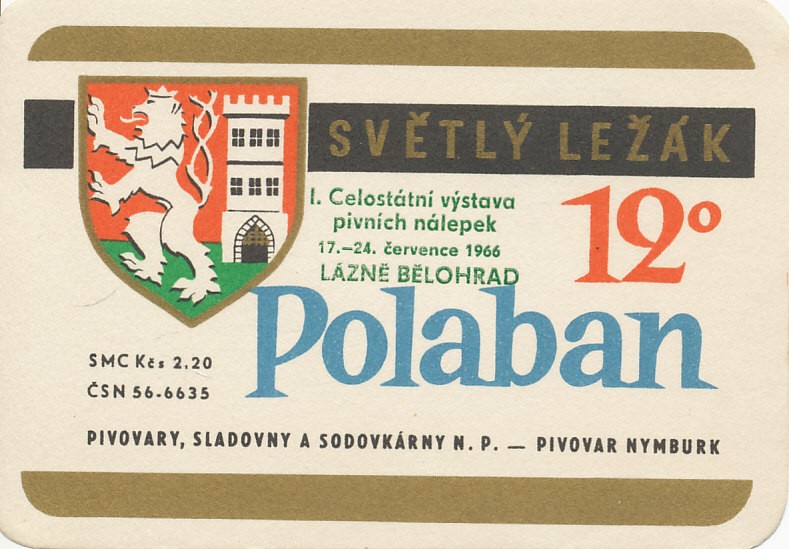 SVĚTLÝ LEŽÁK
I. Celostátní výstava
pivních nálepek
17.–24. července 1966
LÁZNĚ BĚLOHRAD
12º
Polaban
SMC Kčs 2,20
ČSN 56-6635
PIVOVARY, SLADOVNY A SODOVKÁRNY N. P. — PIVOVAR NYMBURK